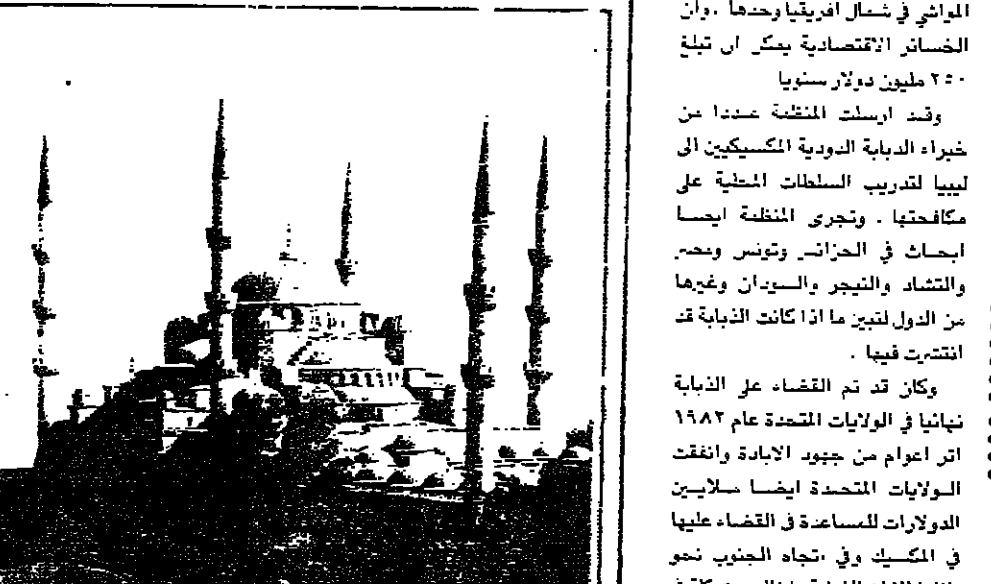 المواشي في شمال افريقيا وحدها . وان
الخسائر الاقتصادية يمكن ان تبلغ
٢٥٠ مليون دولار سنويا
وقد ارسلت المنظمة عددا من
خبراء الذبابة الدودية المكسيكيين الى
ليبيا لتدريب السلطات المحلية على
مكافحتها . وتجرى المنظمة ايضا
ابحاث في الجزائر وتونس ومصر
والتشاد والنيجر والسودان وغيرها
من الدول لتبين ما اذا كانت الذبابة قد
انتشرت فيها .
وكان قد تم القضاء على الذبابة
نهائيا في الولايات المتحدة عام ١٩٨٢
اثر اعوام من جهود الابادة وانفقت
الولايات المتحدة ايضا ملايين
الدولارات للمساعدة في القضاء عليها
في المكسيك وفي اتجاه الجنوب نحو